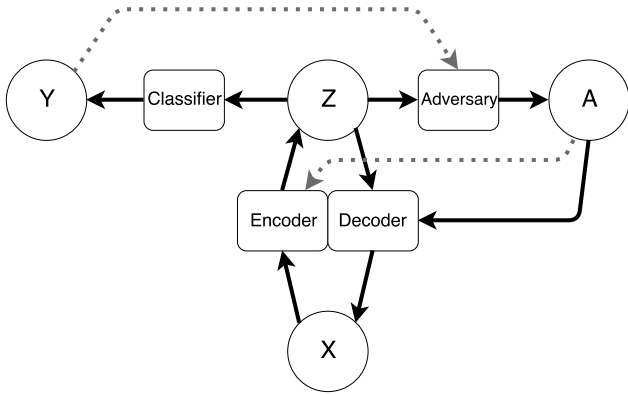 Y
Classifier
Z
Adversary
A
Encoder
Decoder
X